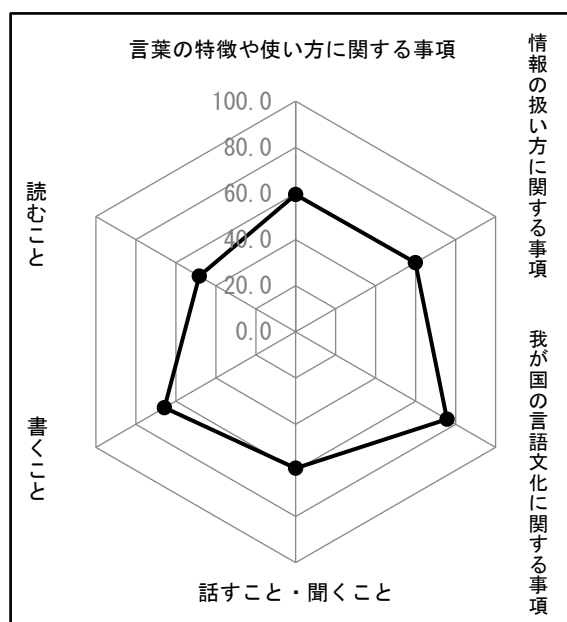 言葉の特徴や使い方に関する事項
情報の扱い方に関する事項
我が国の言語文化に関する事項
話すこと・聞くこと
書くこと
読むこと
100.0
80.0
60.0
40.0
20.0
0.0